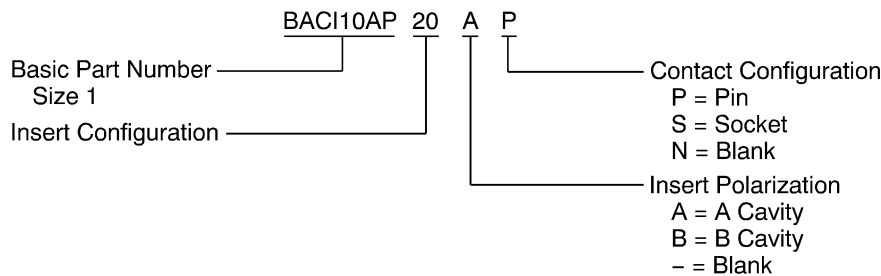 BACI10AP 20 A P
Basic Part Number
Size 1
Insert Configuration
Contact Configuration
P = Pin
S = Socket
N = Blank
Insert Polarization
A = A Cavity
B = B Cavity
– = Blank